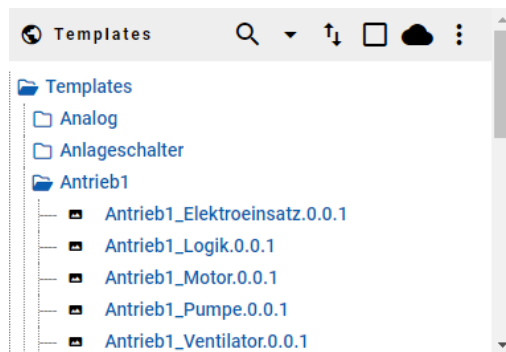 Templates
Templates
Analog
Anlageschalter
Antrieb1
Antrieb1_Elektroeinsatz.0.0.1
Antrieb1_Logik.0.0.1
Antrieb1_Motor.0.0.1
Antrieb1_Pumpe.0.0.1
Antrieb1_Ventilator.0.0.1